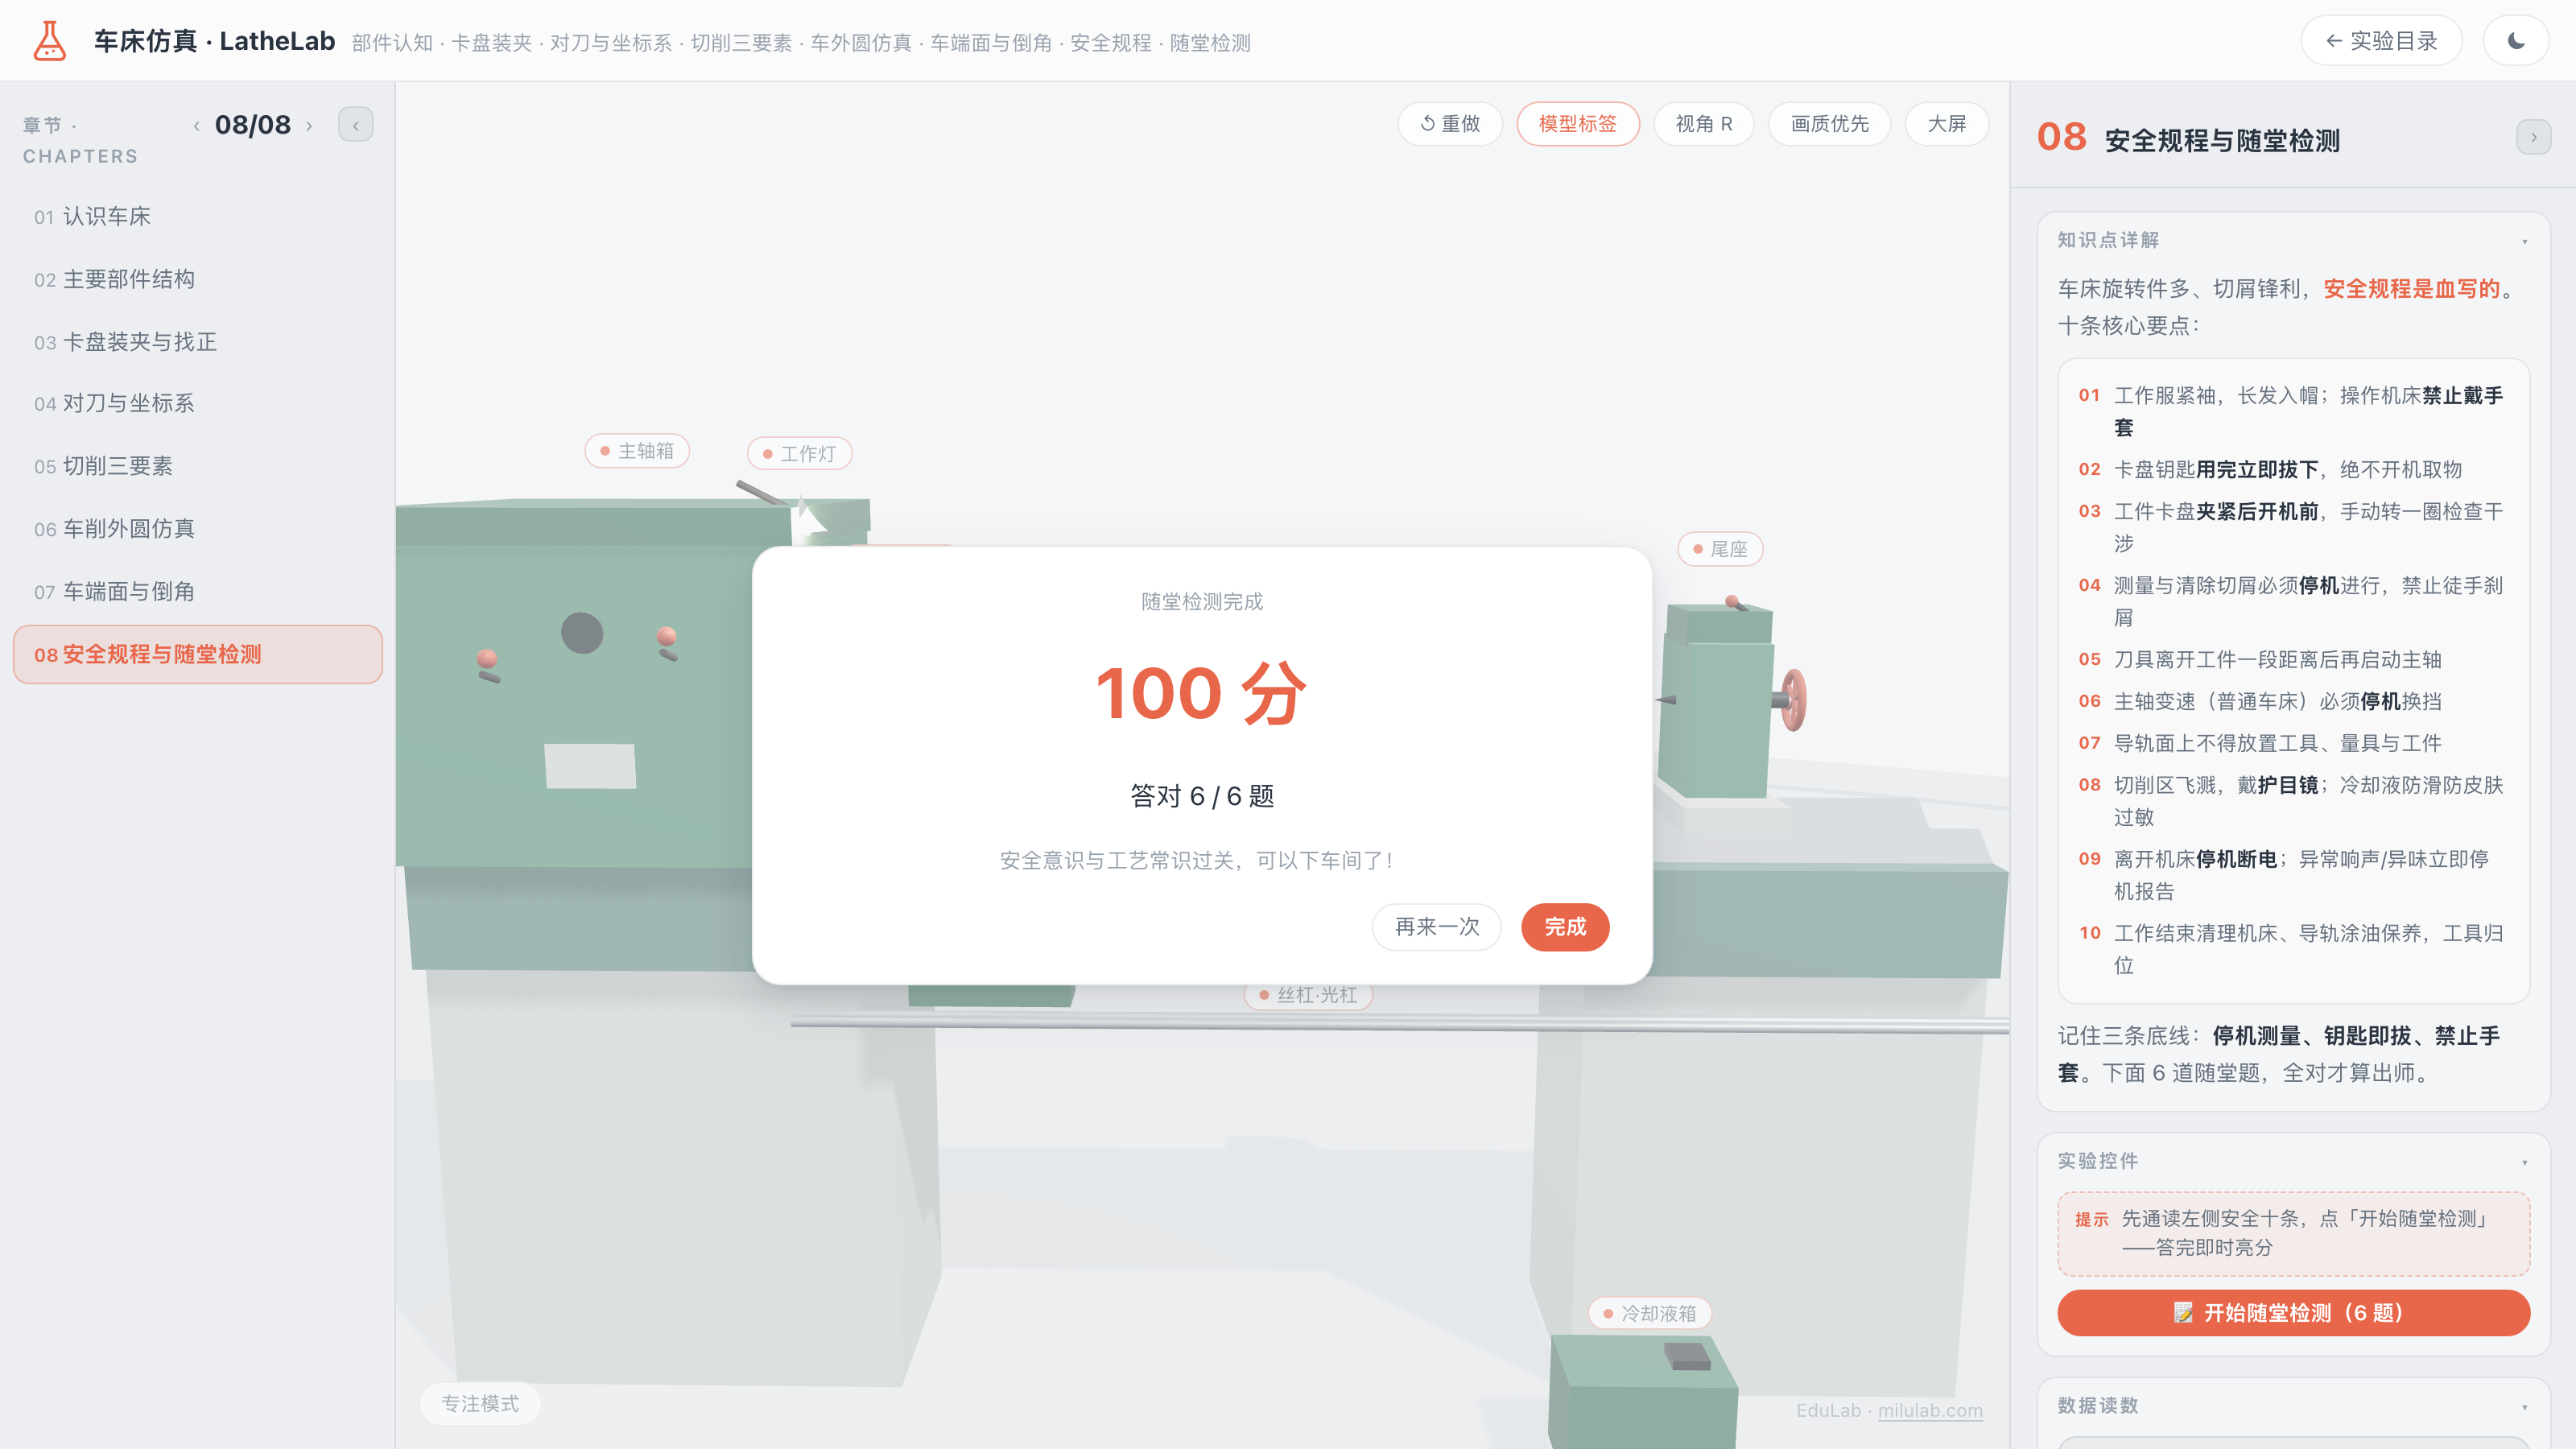 车床仿真 · LatheLab
部件认知 · 卡盘装夹 · 对刀与坐标系 · 切削三要素 · 车外圆仿真 · 车端面与倒角 · 安全规程 · 随堂检测
← 实验目录
章节 ·
CHAPTERS
‹ 08/08 ›
01 认识车床
02 主要部件结构
03 卡盘装夹与找正
04 对刀与坐标系
05 切削三要素
06 车削外圆仿真
07 车端面与倒角
08 安全规程与随堂检测
重做
模型标签
视角 R
画质优先
大屏
主轴箱
工作灯
尾座
随堂检测完成
100 分
答对 6 / 6 题
安全意识与工艺常识过关，可以下车间了！
再来一次
完成
丝杠·光杠
冷却液箱
专注模式
EduLab · milulab.com
08 安全规程与随堂检测
知识点详解
车床旋转件多、切屑锋利，安全规程是血写的。
十条核心要点：
01 工作服紧袖，长发入帽；操作机床禁止戴手
套
02 卡盘钥匙用完立即拔下，绝不开机取物
03 工件卡盘夹紧后开机前，手动转一圈检查干
涉
04 测量与清除切屑必须停机进行，禁止徒手刹
屑
05 刀具离开工件一段距离后再启动主轴
06 主轴变速（普通车床）必须停机换挡
07 导轨面上不得放置工具、量具与工件
08 切削区飞溅，戴护目镜；冷却液防滑防皮肤
过敏
09 离开机床停机断电；异常响声/异味立即停
机报告
10 工作结束清理机床、导轨涂油保养，工具归
位
记住三条底线：停机测量、钥匙即拔、禁止手
套。下面 6 道随堂题，全对才算出师。
实验控件
提示 先通读左侧安全十条，点「开始随堂检测」
——答完即时亮分
📝 开始随堂检测（6 题）
数据读数